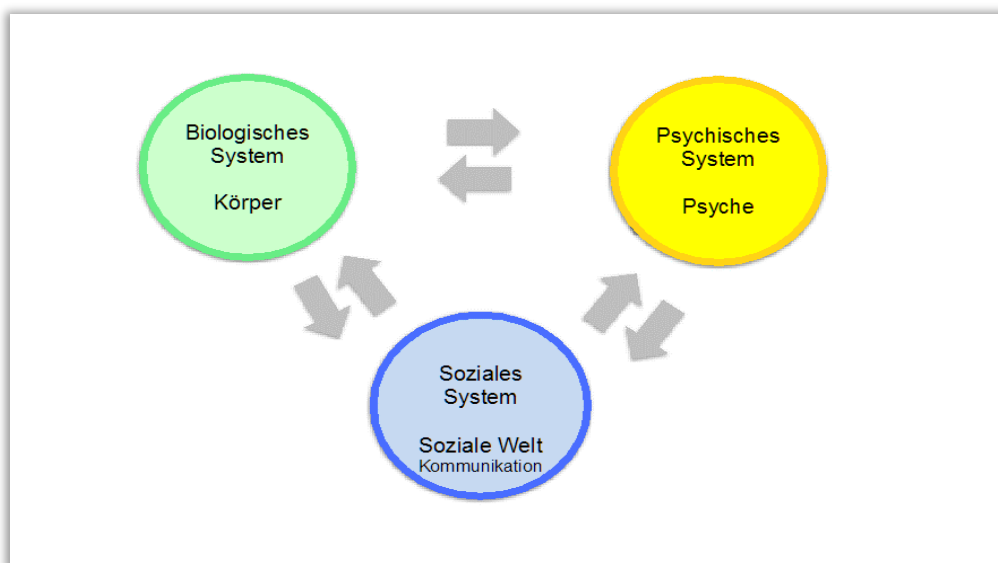 Biologisches
System
Körper
Psychisches
System
Psyche
Soziales
System
Soziale Welt
Kommunikation